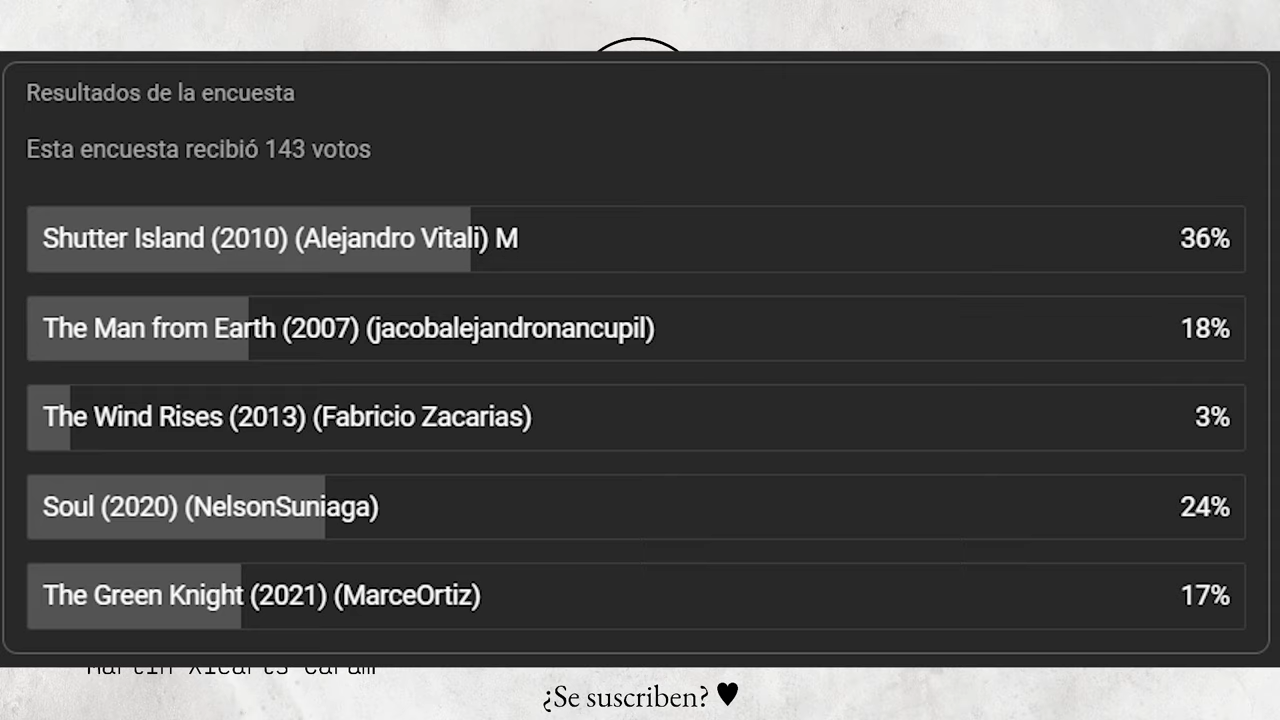 Resultados de la encuesta
Esta encuesta recibió 143 votos
Shutter Island (2010) (Alejandro Vitali) M 36%
The Man from Earth (2007) (jacobalejandronancupil) 18%
The Wind Rises (2013) (Fabricio Zacarias) 3%
Soul (2020) (NelsonSuniaga) 24%
The Green Knight (2021) (MarceOrtiz) 17%
¿Se suscriben? ♥